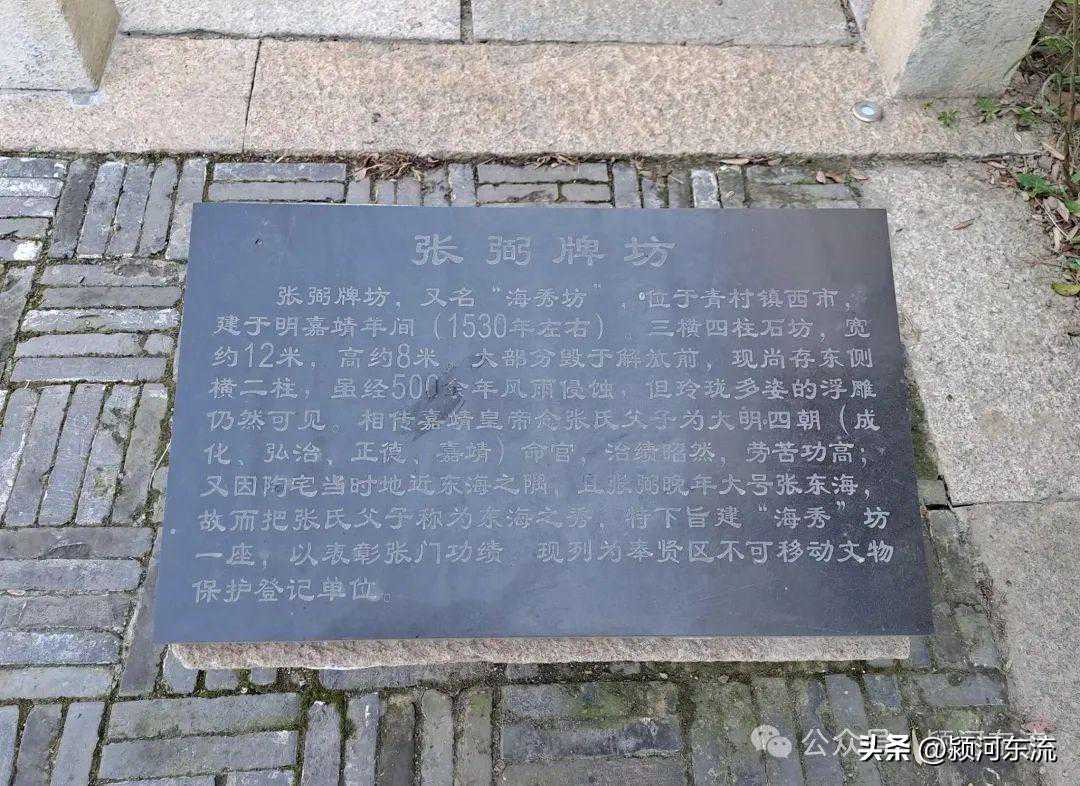 张弼牌坊
张弼牌坊，又名“海秀坊”，位于青村镇西市，
建于明嘉靖年间（1530年左右）。三横四柱石坊，宽
约12米，高约8米，大部分毁于解放前，现尚存东侧
横二柱，虽经500余年风雨侵蚀，但玲珑多姿的浮雕
仍然可见。相传嘉靖皇帝念张氏父子为大明四朝（成
化、弘治、正德、嘉靖）命官，治绩昭然，劳苦功高；
又因陶宅当时地近东海之隅，且张弼晚年大号张东海，
故而把张氏父子称为东海之秀，特下旨建“海秀”坊
一座，以表彰张门功绩 现列为奉贤区不可移动文物
保护登记单位。
公众
头条 @颍河东流